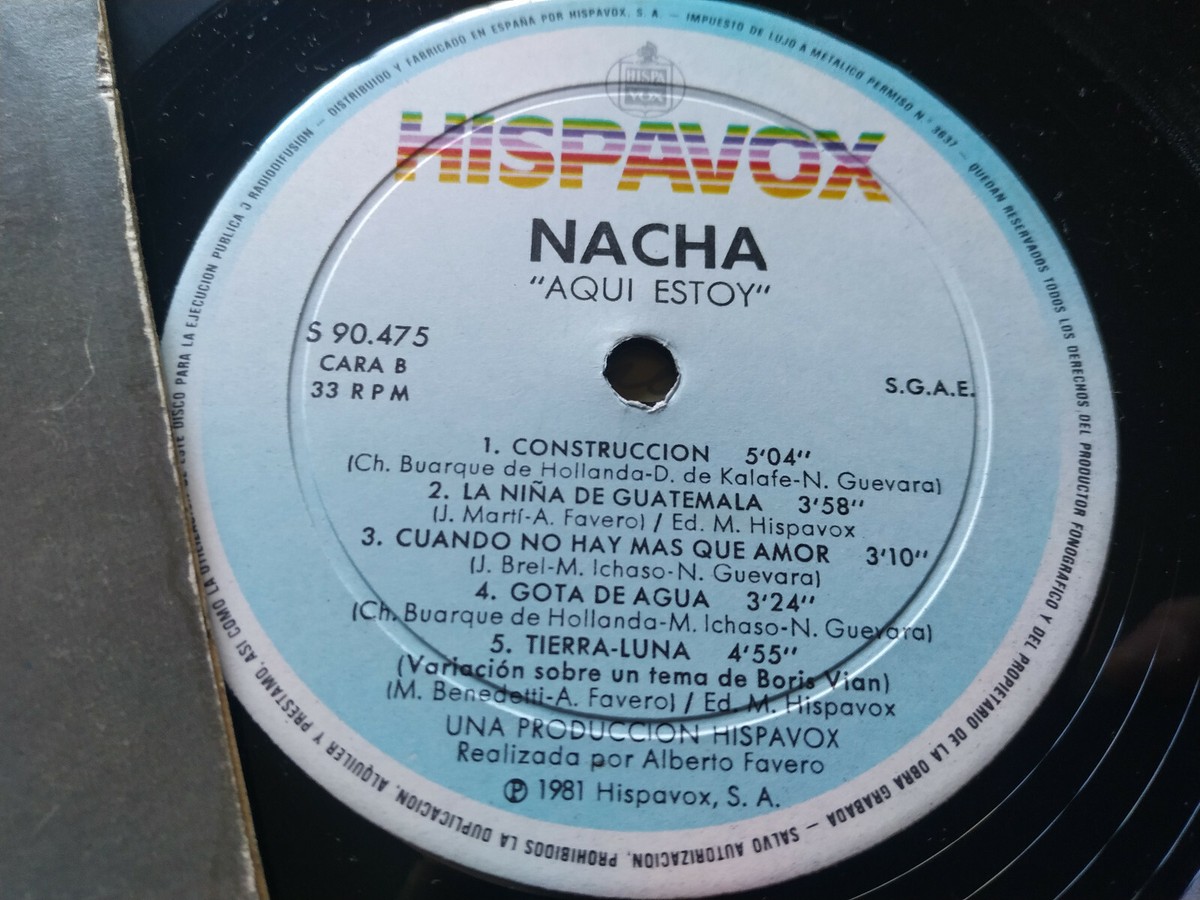 DISTRIBUIDO Y FABRICADO EN ESPAÑA POR HISPAVOX, S. A. — IMPUESTO DE LUJO A METALICO PERMISO N.° 3637 — QUEDAN RESERVADOS TODOS LOS DERECHOS DEL PRODUCTOR FONOGRAFICO Y DEL PROPIETARIO DE LA OBRA GRABADA — SALVO AUTORIZACION, PROHIBIDOS LA DUPLICACION, ALQUILER Y PRESTAMO, ASI COMO LA DE ESTE DISCO PARA LA EJECUCION PUBLICA Y RADIODIFUSION —
HISPA
VOX
HISPAVOX
NACHA
"AQUI ESTOY"
S 90.475
CARA B
33 RPM
S.G.A.E.
1. CONSTRUCCION 5'04''
(Ch. Buarque de Hollanda-D. de Kalafe-N. Guevara)
2. LA NIÑA DE GUATEMALA 3'58''
(J. Martí-A. Favero) / Ed. M. Hispavox
3. CUANDO NO HAY MAS QUE AMOR 3'10''
(J. Brel-M. Ichaso-N. Guevara)
4. GOTA DE AGUA 3'24''
(Ch. Buarque de Hollanda-M. Ichaso-N. Guevara)
5. TIERRA-LUNA 4'55''
(Variación sobre un tema de Boris Vian)
(M. Benedetti-A. Favero) / Ed. M. Hispavox
UNA PRODUCCION HISPAVOX
Realizada por Alberto Favero
Ⓟ 1981 Hispavox, S. A.